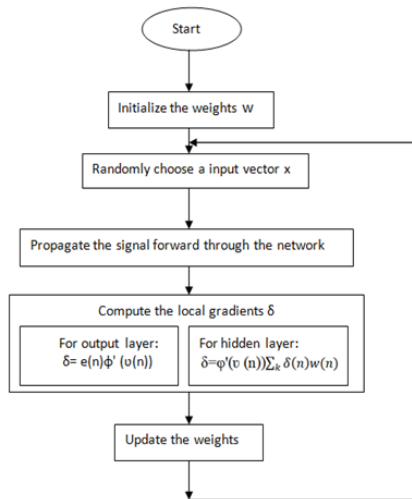 Start
Initialize the weights w
Randomly choose a input vector x
Propagate the signal forward through the network
Compute the local gradients δ
For output layer:
δ= e(n)ϕ' (υ(n))
For hidden layer:
δ=φ'(υ (n))∑ₖ δ(n)w(n)
Update the weights